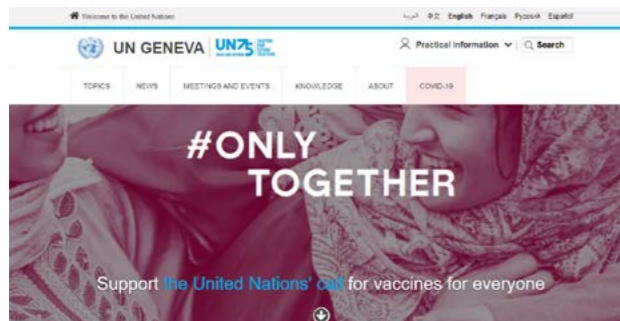 Welcome to the United Nations
العربية 中文 English Français Русский Español
UN GENEVA UN75
Practical Information Search
TOPICS NEWS MEETINGS AND EVENTS KNOWLEDGE ABOUT COVID-19
#ONLY
TOGETHER
Support the United Nations' call for vaccines for everyone